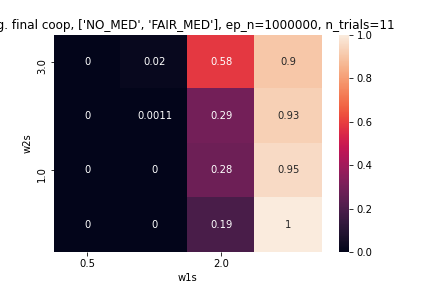 g. final coop, ['NO_MED', 'FAIR_MED'], ep_n=1000000, n_trials=11
3.0 0 0.02 0.58 0.9 1.0
0 0.0011 0.29 0.93 0.8
w2s 0.6
1.0 0 0 0.28 0.95 0.4
0 0 0.19 1 0.2
0.0
0.5 2.0
w1s